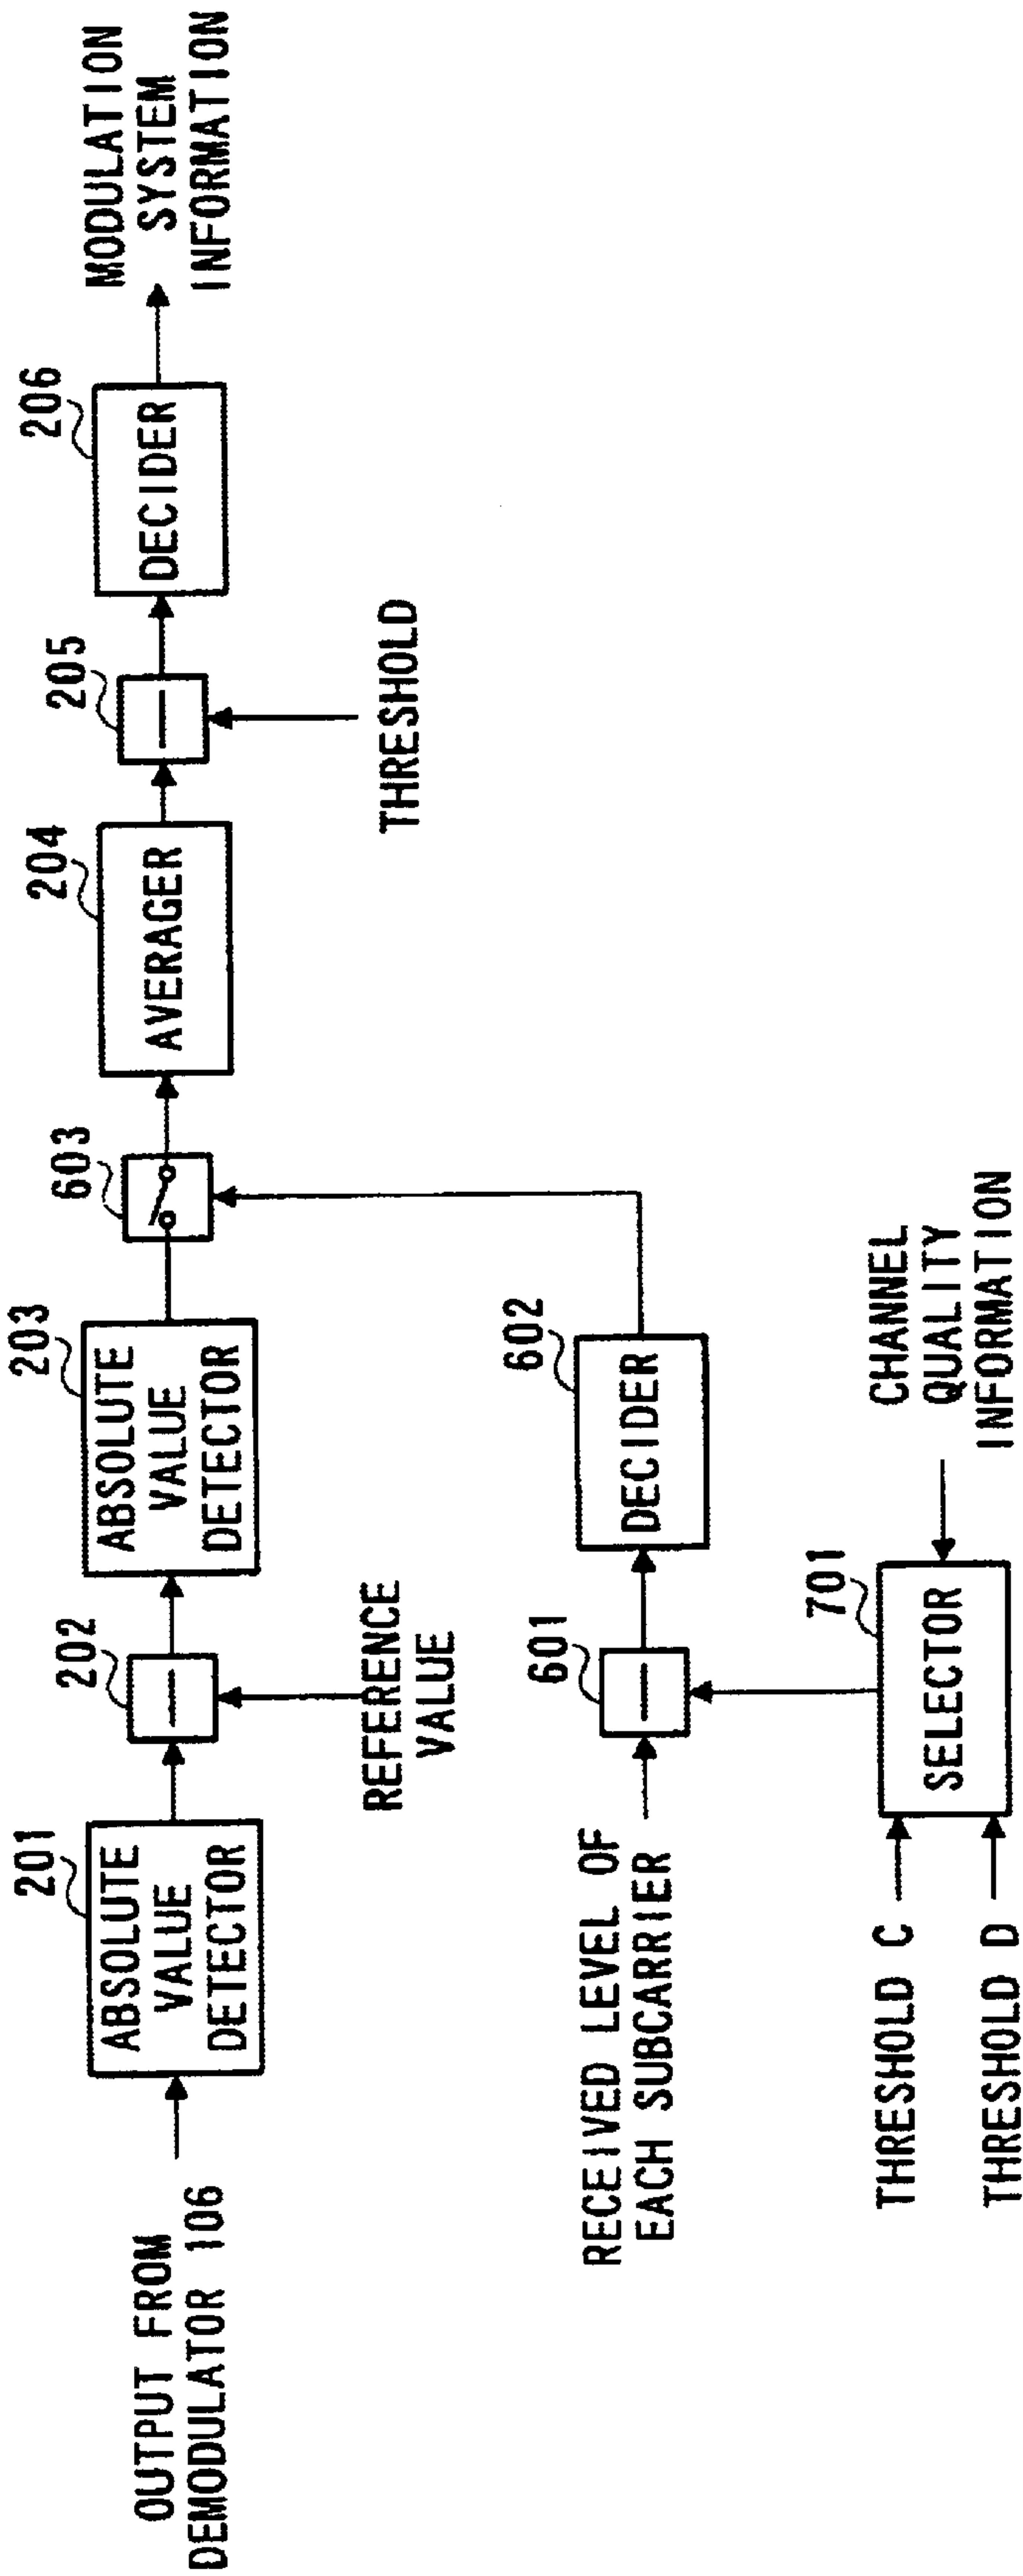 OUTPUT FROM
DEMODULATOR 106
201
ABSOLUTE
VALUE
DETECTOR
202
REFERENCE
VALUE
203
ABSOLUTE
VALUE
DETECTOR
603
204
AVERAGER
205
THRESHOLD
206
DECIDER
MODULATION
SYSTEM
INFORMATION
RECEIVED LEVEL OF
EACH SUBCARRIER
601
602
DECIDER
THRESHOLD C
THRESHOLD D
701
SELECTOR
CHANNEL
QUALITY
INFORMATION